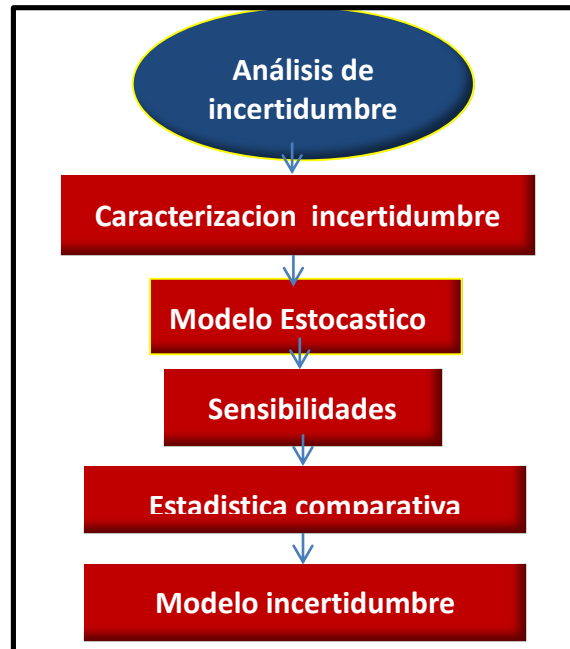 Análisis de
incertidumbre
Caracterizacion incertidumbre
Modelo Estocastico
Sensibilidades
Estadistica comparativa
Modelo incertidumbre